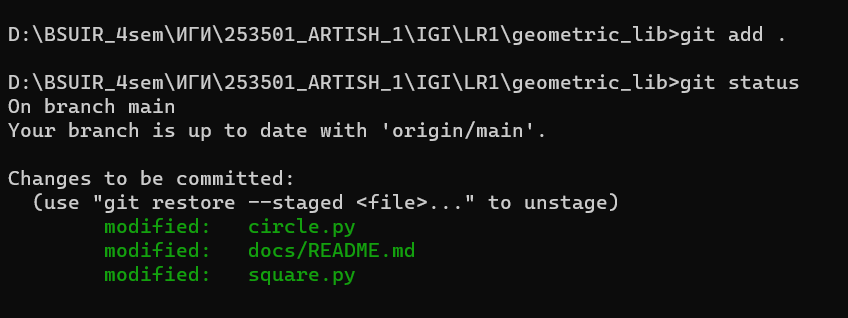 D:\BSUIR_4sem\ИГИ\253501_ARTISH_1\IGI\LR1\geometric_lib>git add .
D:\BSUIR_4sem\ИГИ\253501_ARTISH_1\IGI\LR1\geometric_lib>git status
On branch main
Your branch is up to date with 'origin/main'.
Changes to be committed:
  (use "git restore --staged <file>..." to unstage)
        modified:   circle.py
        modified:   docs/README.md
        modified:   square.py